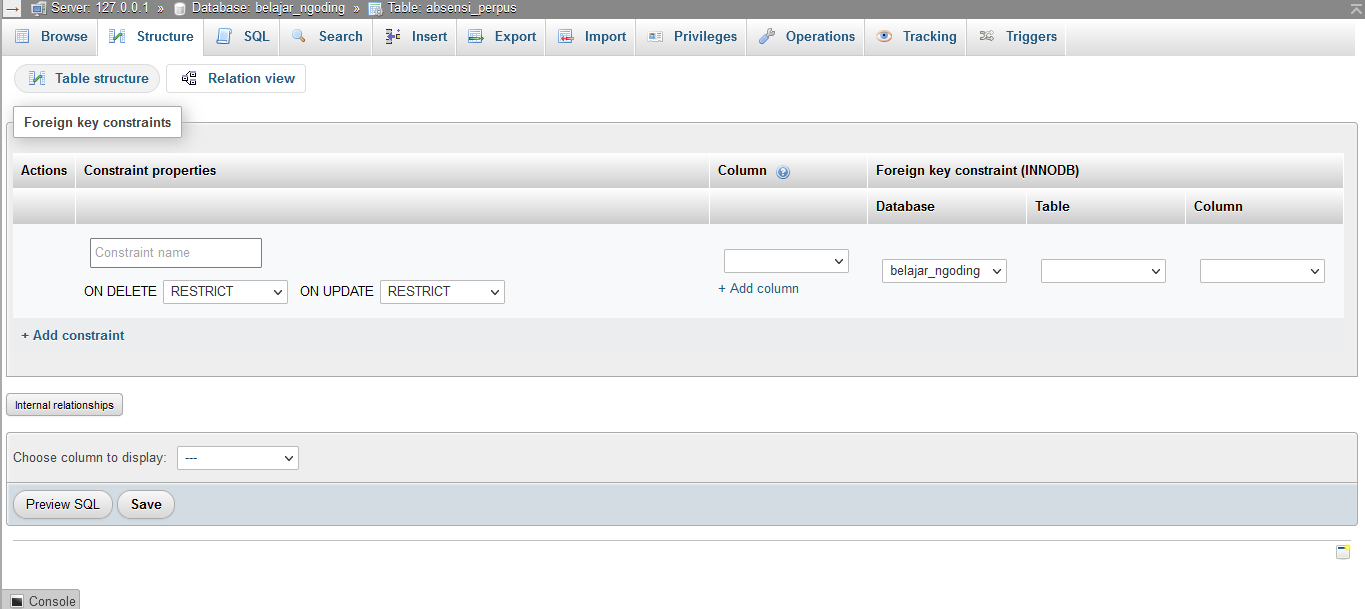 Server: 127.0.0.1 » Database: belajar_ngoding » Table: absensi_perpus
Browse Structure SQL Search Insert Export Import Privileges Operations Tracking Triggers
Table structure Relation view
Foreign key constraints
Actions Constraint properties Column Foreign key constraint (INNODB)
Database Table Column
Constraint name
belajar_ngoding
ON DELETE RESTRICT ON UPDATE RESTRICT
+ Add column
+ Add constraint
Internal relationships
Choose column to display: ---
Preview SQL Save
Console